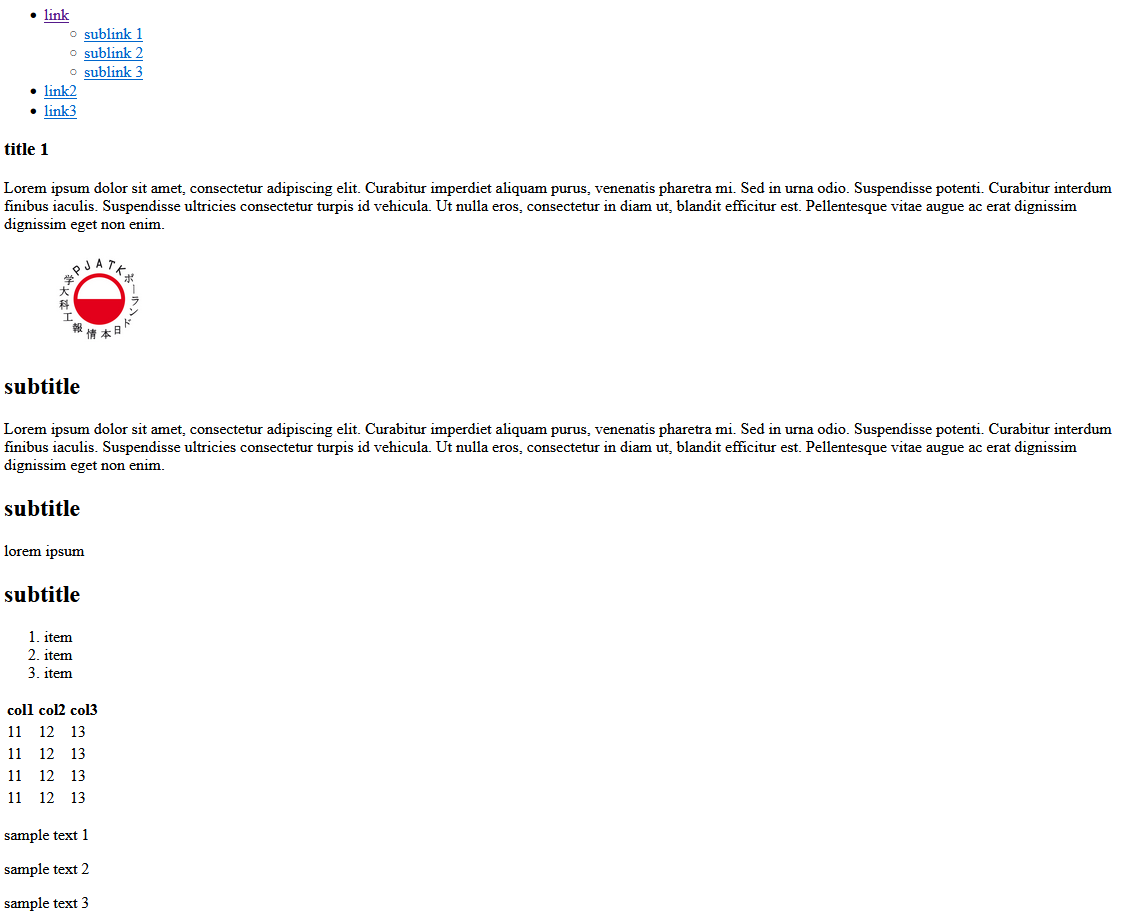 link
sublink 1
sublink 2
sublink 3
link2
link3
title 1
Lorem ipsum dolor sit amet, consectetur adipiscing elit. Curabitur imperdiet aliquam purus, venenatis pharetra mi. Sed in urna odio. Suspendisse potenti. Curabitur interdum
finibus iaculis. Suspendisse ultricies consectetur turpis id vehicula. Ut nulla eros, consectetur in diam ut, blandit efficitur est. Pellentesque vitae augue ac erat dignissim
dignissim eget non enim.
PJATK
ポーランド日本情報工科大学
subtitle
Lorem ipsum dolor sit amet, consectetur adipiscing elit. Curabitur imperdiet aliquam purus, venenatis pharetra mi. Sed in urna odio. Suspendisse potenti. Curabitur interdum
finibus iaculis. Suspendisse ultricies consectetur turpis id vehicula. Ut nulla eros, consectetur in diam ut, blandit efficitur est. Pellentesque vitae augue ac erat dignissim
dignissim eget non enim.
subtitle
lorem ipsum
subtitle
1. item
2. item
3. item
col1 col2 col3
11 12 13
11 12 13
11 12 13
11 12 13
sample text 1
sample text 2
sample text 3